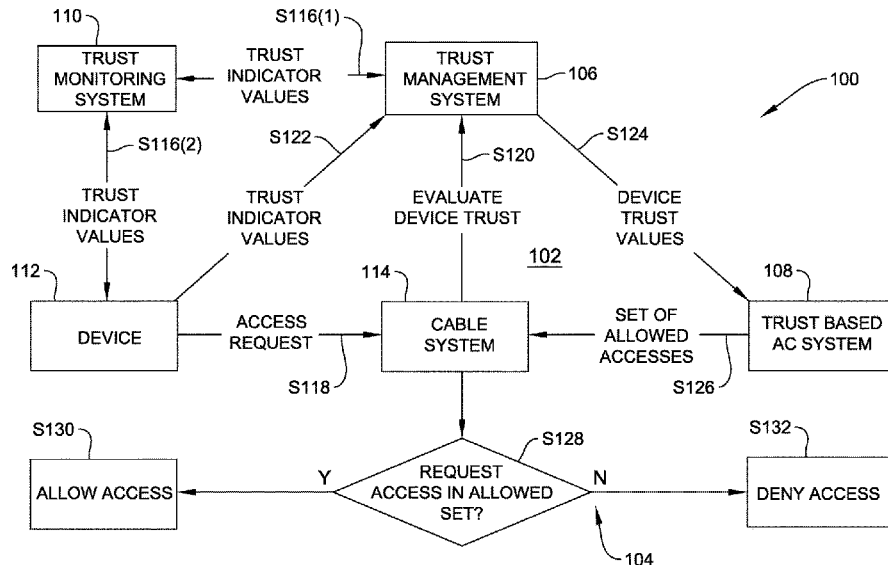 110
TRUST
MONITORING
SYSTEM
TRUST
INDICATOR
VALUES
S116(1)
TRUST
MANAGEMENT
SYSTEM
106
100
S116(2)
S122
S120
S124
TRUST
INDICATOR
VALUES
TRUST
INDICATOR
VALUES
EVALUATE
DEVICE TRUST
DEVICE
TRUST
VALUES
102
112
DEVICE
ACCESS
REQUEST
S118
114
CABLE
SYSTEM
SET OF
ALLOWED
ACCESSES
S126
108
TRUST BASED
AC SYSTEM
S130
ALLOW ACCESS
Y
S128
REQUEST
ACCESS IN ALLOWED
SET?
N
104
S132
DENY ACCESS